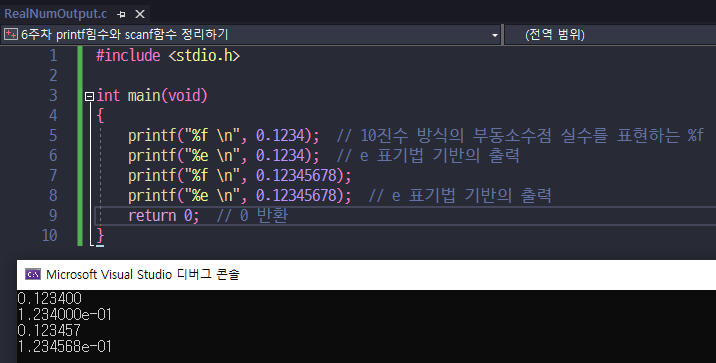 RealNumOutput.c
6주차 printf힘수와 scanf함수 정리하기 (전역 범위)
1 #include <stdio.h>
2
3 int main(void)
4 {
5 printf("%f \n", 0.1234); // 10진수 방식의 부동소수점 실수를 표현하는 %f
6 printf("%e \n", 0.1234); // e 표기법 기반의 출력
7 printf("%f \n", 0.12345678);
8 printf("%e \n", 0.12345678); // e 표기법 기반의 출력
9 return 0; // 0 반환
10 }
Microsoft Visual Studio 디버그 콘솔
0.123400
1.234000e-01
0.123457
1.234568e-01